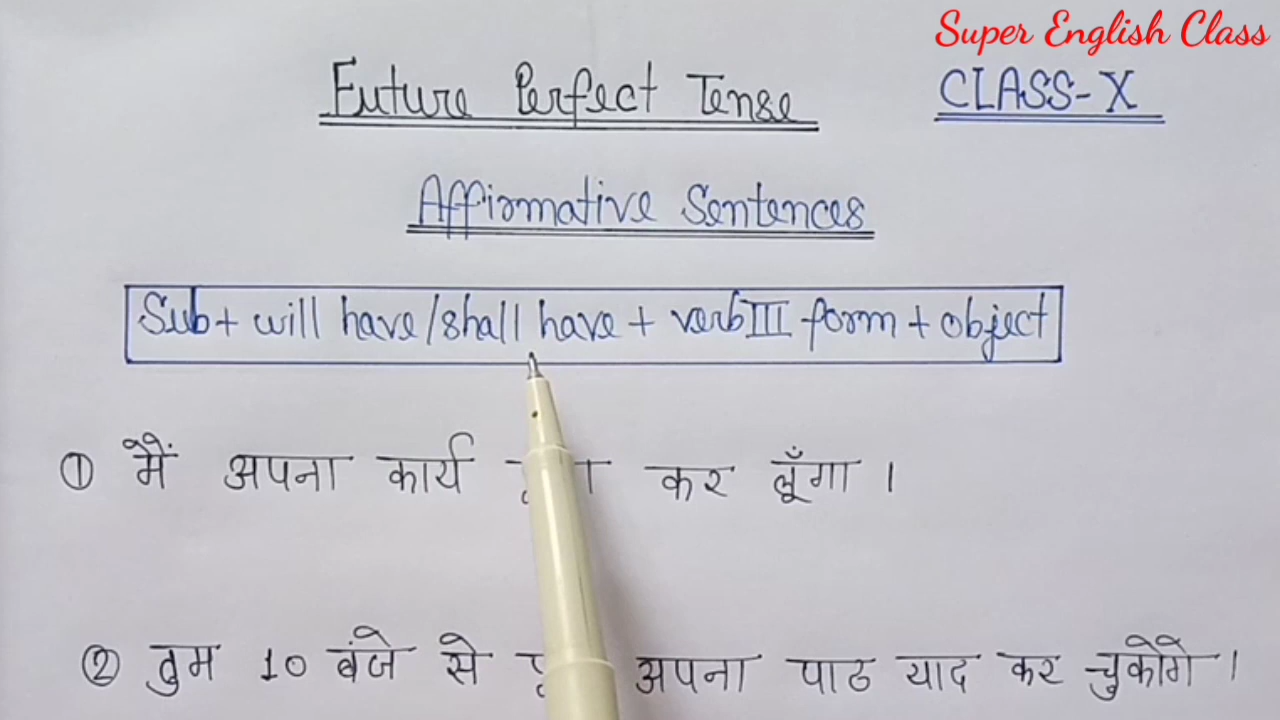 Super English Class
Future Perfect Tense CLASS-X
Affirmative Sentences
Sub + will have/shall have + verb III form + object
① मैं अपना कार्य कर लूँगा ।
② तुम 10 बजे से अपना पाठ याद कर चुकोगे ।